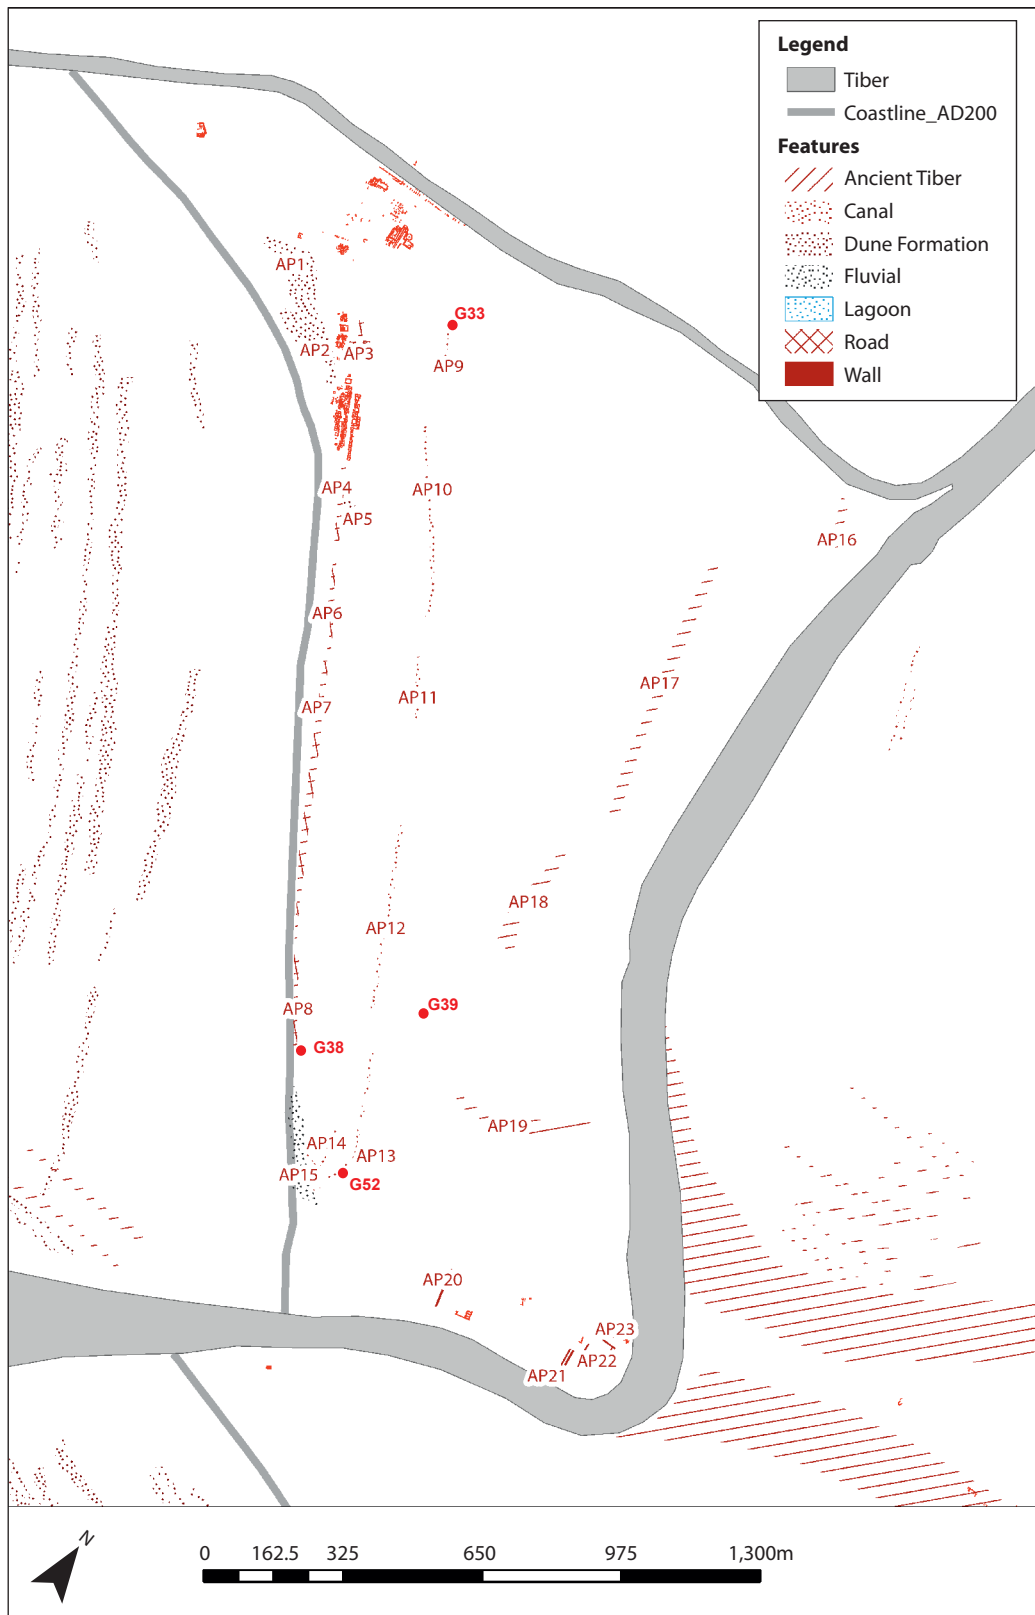 Legend
Tiber
Coastline_AD200
Features
Ancient Tiber
Canal
Dune Formation
Fluvial
Lagoon
Road
Wall
AP1
G33
AP2
AP3
AP9
AP4
AP10
AP5
AP16
AP6
AP17
AP11
AP7
AP18
AP12
G39
AP8
G38
AP19
AP14
AP13
AP15
G52
AP20
AP23
AP22
AP21
N
0 162.5 325 650 975 1,300m